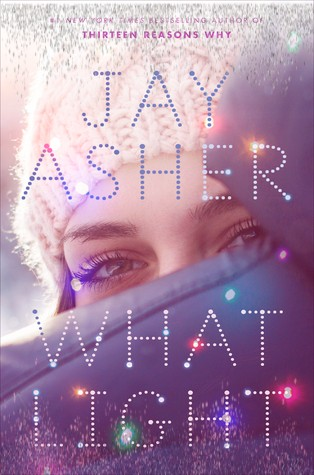 #1 NEW YORK TIMES BESTSELLING AUTHOR OF
THIRTEEN REASONS WHY
JAY
ASHER
WHAT
LIGHT